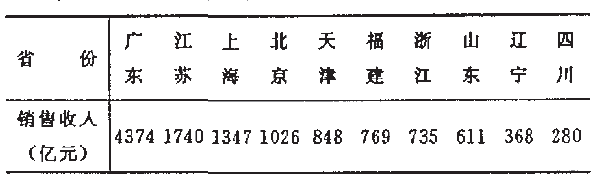 省 份 广东 江苏 上海 北京 天津 福建 浙江 山东 辽宁 四川
销售收人（亿元） 4374 1740 1347 1026 848 769 735 611 368 280